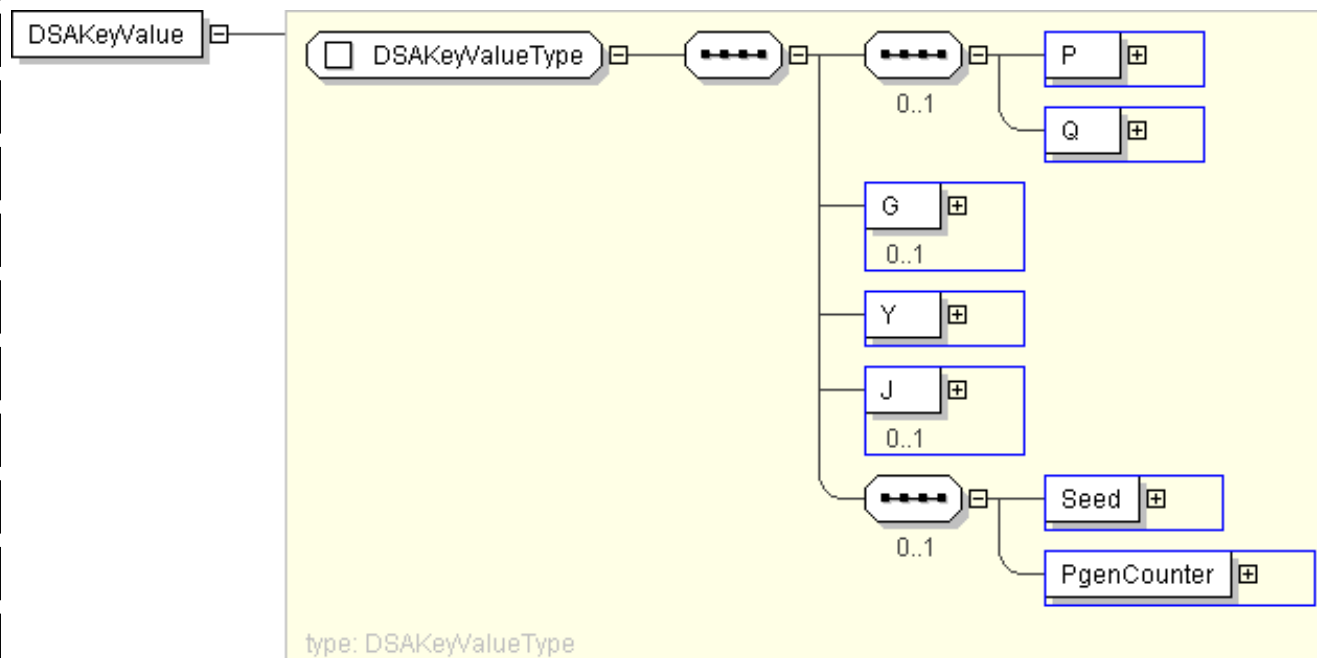 DSAKeyValue
DSAKeyValueType
P
0..1
Q
G
0..1
Y
J
0..1
Seed
0..1
PgenCounter
type: DSAKeyValueType